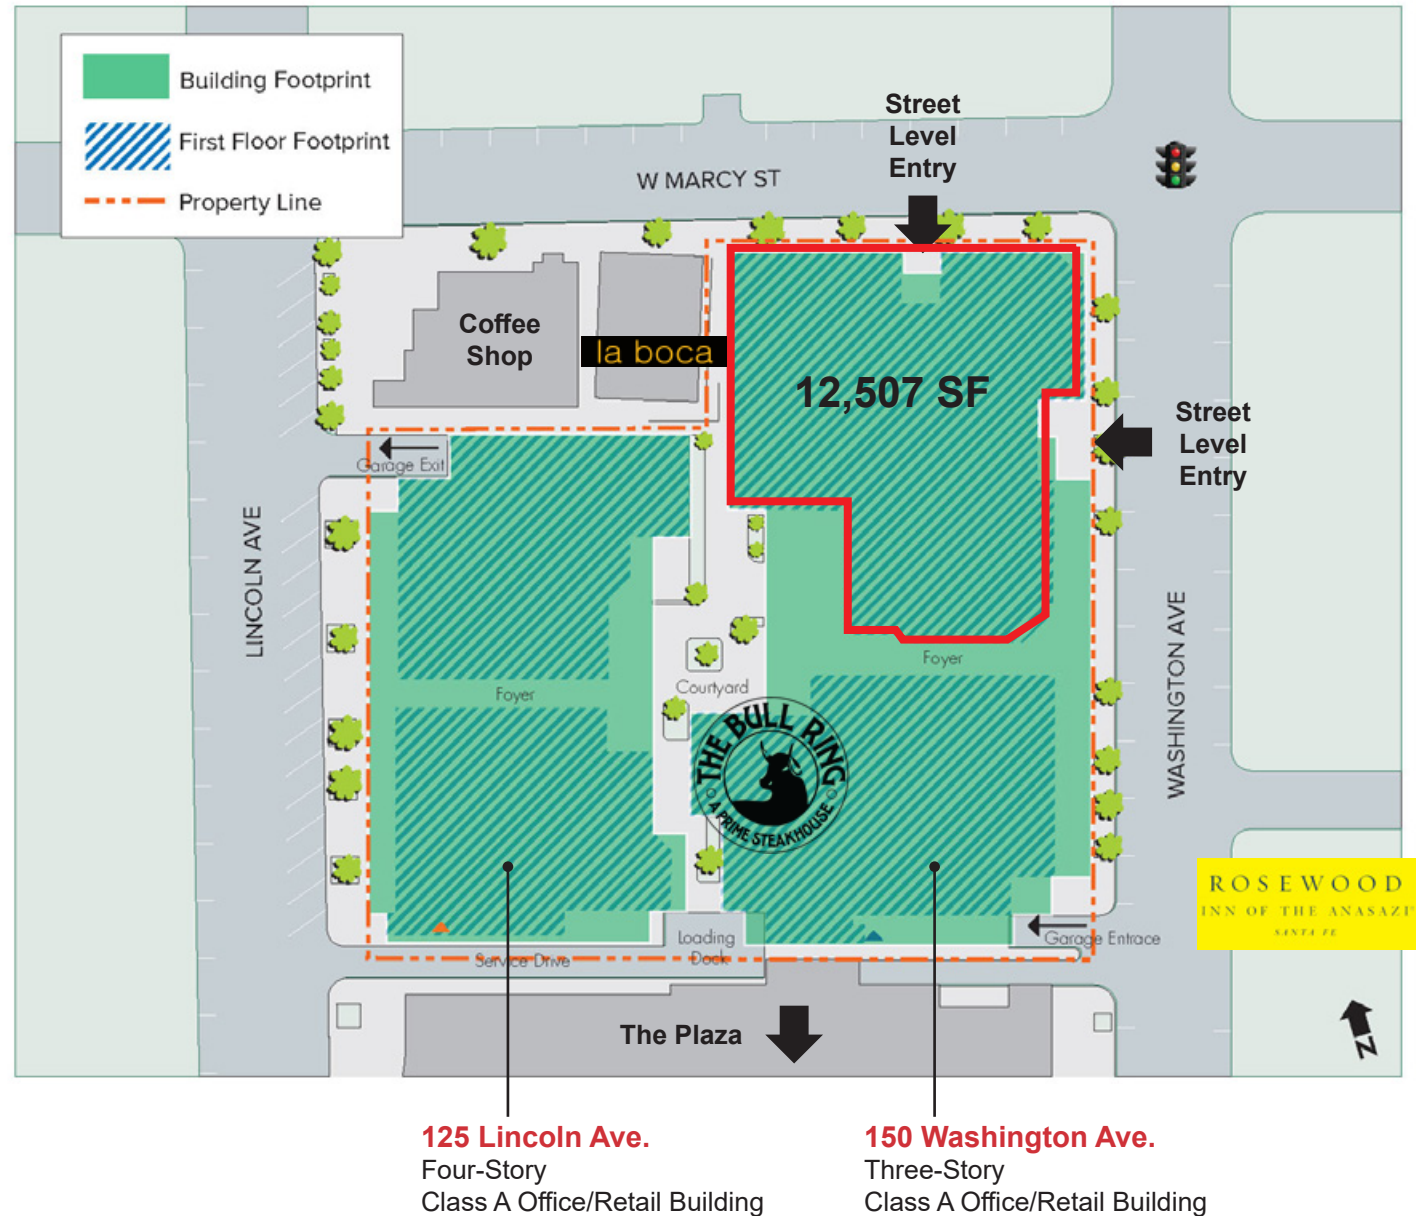 Building Footprint
First Floor Footprint
Property Line
W MARCY ST
Street
Level
Entry
Coffee
Shop
la boca
12,507 SF
Street
Level
Entry
Garage Exit
LINCOLN AVE
WASHINGTON AVE
Foyer
Foyer
Courtyard
THE BULL RING
A PRIME STEAKHOUSE
ROSEWOOD
INN OF THE ANASAZI
SANTA FE
Loading
Dock
Garage Entrace
Service Drive
The Plaza
N
125 Lincoln Ave.
Four-Story
Class A Office/Retail Building
150 Washington Ave.
Three-Story
Class A Office/Retail Building